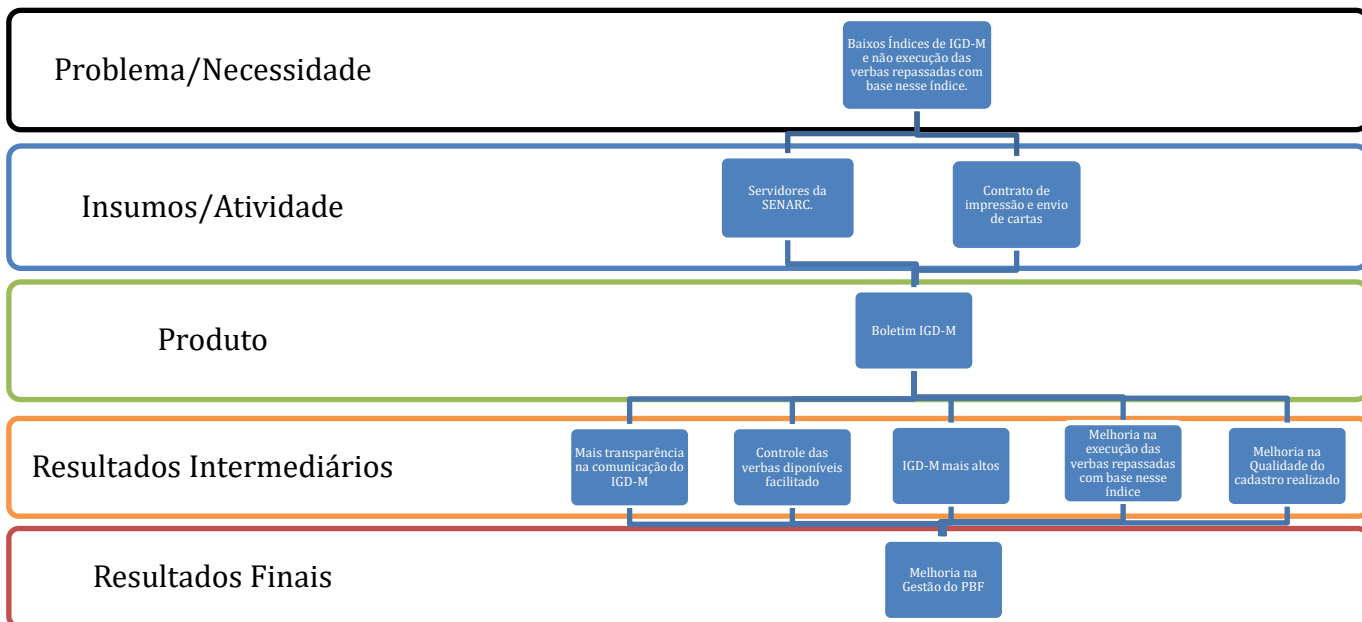 Problema/Necessidade
Baixos Índices de IGD-M
e não execução das
verbas repassadas com
base nesse índice.
Insumos/Atividade
Servidores da
SENARC.
Contrato de
impressão e envio
de cartas
Produto
Boletim IGD-M
Resultados Intermediários
Mais transparência
na comunicação do
IGD-M
Controle das
verbas diponíveis
facilitado
IGD-M mais altos
Melhoria na
execução das
verbas repassadas
com base nesse
índice
Melhoria na
Qualidade do
cadastro realizado
Resultados Finais
Melhoria na
Gestão do PBF